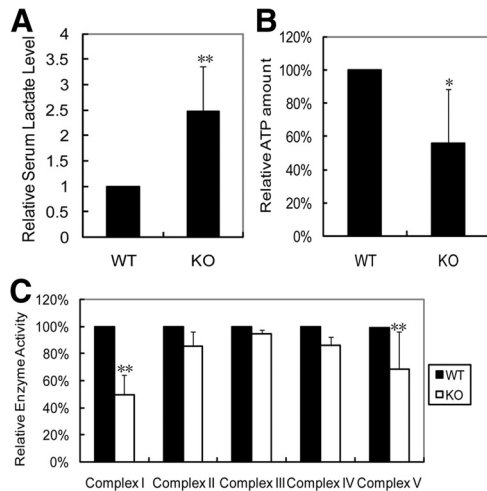 A
Relative Serum Lactate Level
4
3.5
3
2.5
2
1.5
1
0.5
0
**
WT
KO
B
Relative ATP amount
120%
100%
80%
60%
40%
20%
0%
*
WT
KO
C
Relative Enzyme Activity
120%
100%
80%
60%
40%
20%
0%
**
**
Complex I
Complex II
Complex III
Complex IV
Complex V
WT
KO